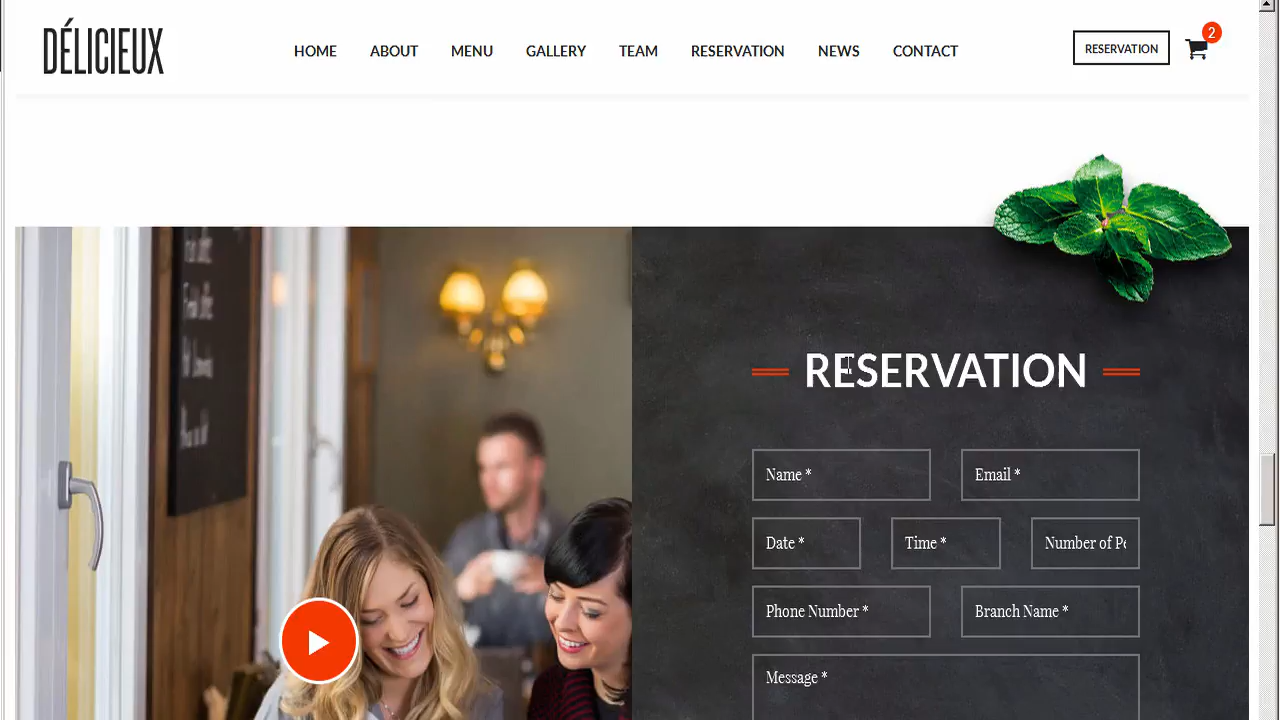 DÉLICIEUX
HOME ABOUT MENU GALLERY TEAM RESERVATION NEWS CONTACT
RESERVATION
2
RESERVATION
Name * Email *
Date * Time * Number of Pe
Phone Number * Branch Name *
Message *